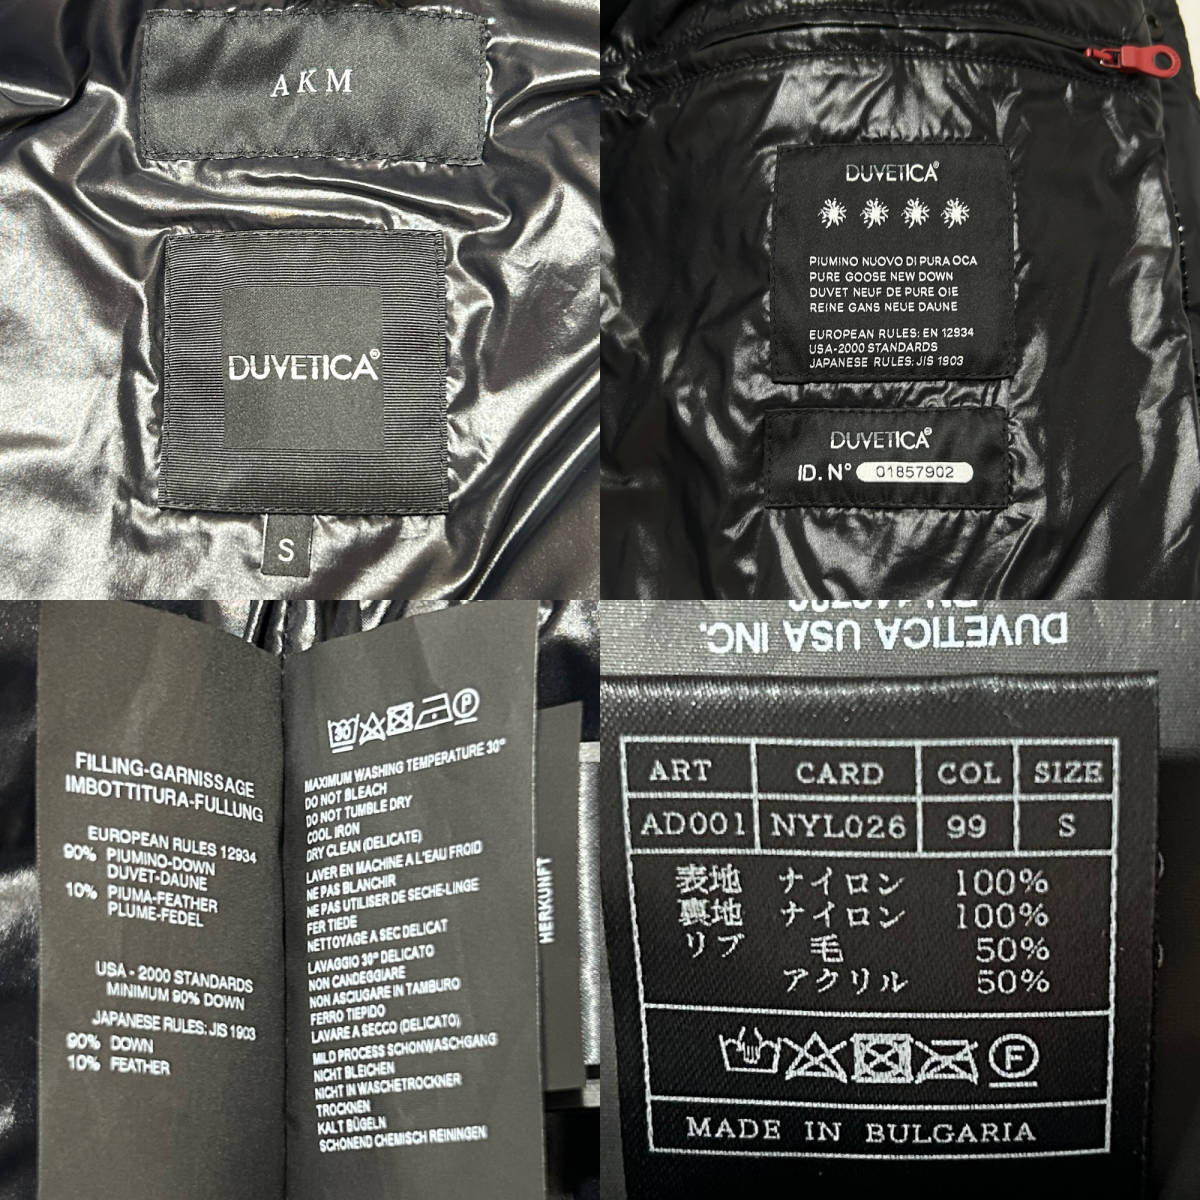 AKM
DUVETICA®
S
DUVETICA®
PIUMINO NUOVO DI PURA OCA
PURE GOOSE NEW DOWN
DUVET NEUF DE PURE OIE
REINE GANS NEUE DAUNE
EUROPEAN RULES: EN 12934
USA-2000 STANDARDS
JAPANESE RULES: JIS 1903
DUVETICA®
ID. N° 01857902
FILLING-GARNISSAGE
IMBOTTITURA-FULLUNG
EUROPEAN RULES 12934
90% PIUMINO-DOWN
DUVET-DAUNE
10% PIUMA-FEATHER
PLUME-FEDEL
USA - 2000 STANDARDS
MINIMUM 90% DOWN
JAPANESE RULES: JIS 1903
90% DOWN
10% FEATHER
30
P
MAXIMUM WASHING TEMPERATURE 30°
DO NOT BLEACH
DO NOT TUMBLE DRY
COOL IRON
DRY CLEAN (DELICATE)
LAVER EN MACHINE A L'EAU FROID
NE PAS BLANCHIR
NE PAS UTILISER DE SECHE-LINGE
FER TIEDE
NETTOYAGE A SEC DELICAT
LAVAGGIO 30° DELICATO
NON CANDEGGIARE
NON ASCIUGARE IN TAMBURO
FERRO TIEPIDO
LAVARE A SECCO (DELICATO)
MILD PROCESS SCHONWASCHGANG
NICHT BLEICHEN
NICHT IN WASCHETROCKNER
TROCKNEN
KALT BÜGELN
SCHONEND CHEMISCH REINIGEN
HERKUNFT
DUVETICA USA INC.
ART CARD COL SIZE
AD001 NYL026 99 S
表地 ナイロン 100%
裏地 ナイロン 100%
リブ 毛 50%
アクリル 50%
F
MADE IN BULGARIA